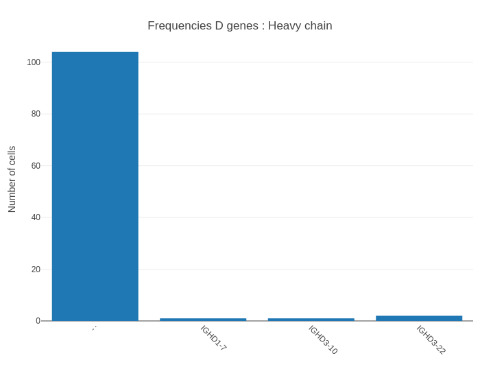 Frequencies D genes : Heavy chain
Number of cells
100
80
60
40
20
0
IGHD1-7
IGHD3-10
IGHD3-22